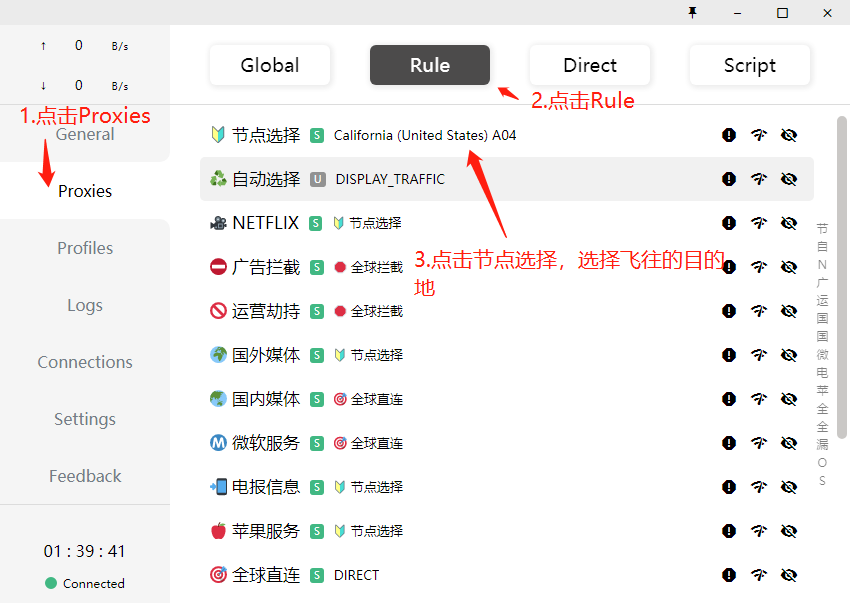 ↑ 0 B/s
↓ 0 B/s
1.点击Proxies
General
Proxies
Profiles
Logs
Connections
Settings
Feedback
01 : 39 : 41
Connected
Global Rule Direct Script
2.点击Rule
节点选择 S California (United States) A04
自动选择 U DISPLAY_TRAFFIC
NETFLIX S 节点选择
广告拦截 S 全球拦截
3.点击节点选择，选择飞往的目的
地
运营劫持 S 全球拦截
国外媒体 S 节点选择
国内媒体 S 全球直连
M 微软服务 S 全球直连
电报信息 S 节点选择
苹果服务 S 节点选择
全球直连 S DIRECT
节
自
N
广
运
国
国
微
电
苹
全
全
漏
O
S